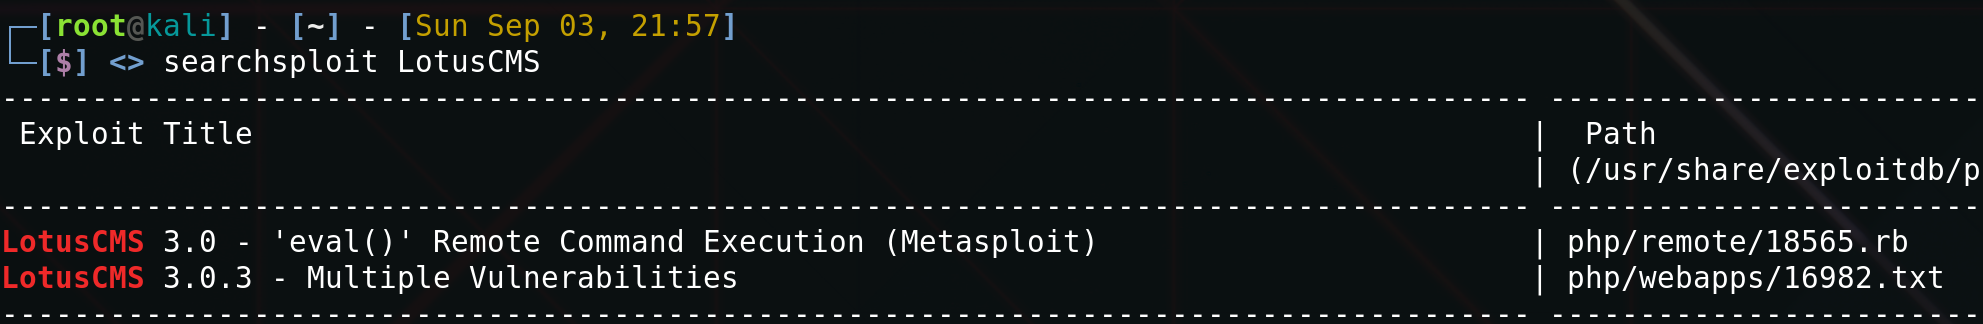 [root@kali] - [~] - [Sun Sep 03, 21:57]
[$] <> searchsploit LotusCMS
------------------------------------------------------------------------------------- ------------------------
Exploit Title | Path
| (/usr/share/exploitdb/p
------------------------------------------------------------------------------------- ------------------------
LotusCMS 3.0 - 'eval()' Remote Command Execution (Metasploit) | php/remote/18565.rb
LotusCMS 3.0.3 - Multiple Vulnerabilities | php/webapps/16982.txt
------------------------------------------------------------------------------------- ------------------------